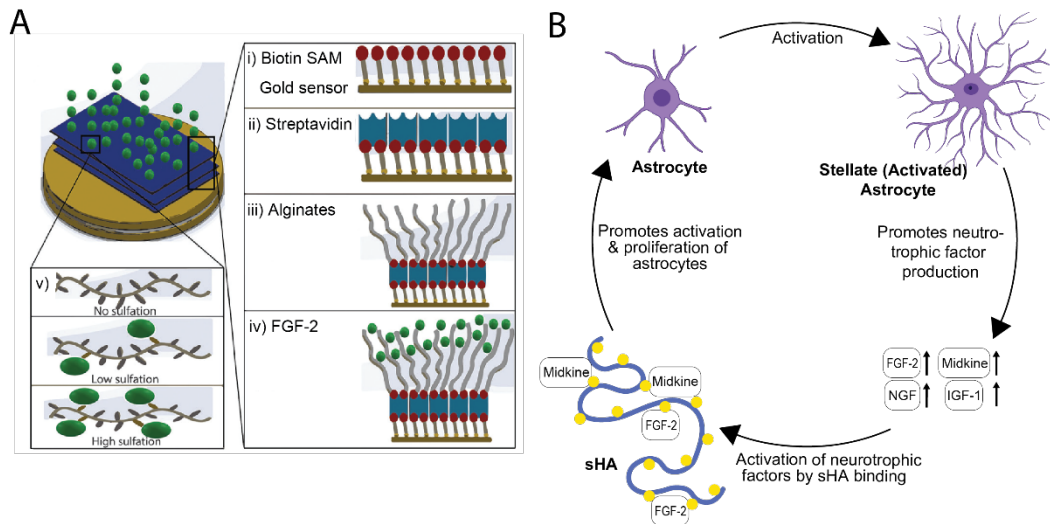 A
i) Biotin SAM
Gold sensor
ii) Streptavidin
iii) Alginates
iv) FGF-2
v)
No sulfation
Low sulfation
High sulfation
B
Activation
Astrocyte
Stellate (Activated)
Astrocyte
Promotes activation
& proliferation of
astrocytes
Promotes neutro-
trophic factor
production
FGF-2
Midkine
NGF
IGF-1
Midkine
Midkine
FGF-2
sHA
FGF-2
Activation of neurotrophic
factors by sHA binding